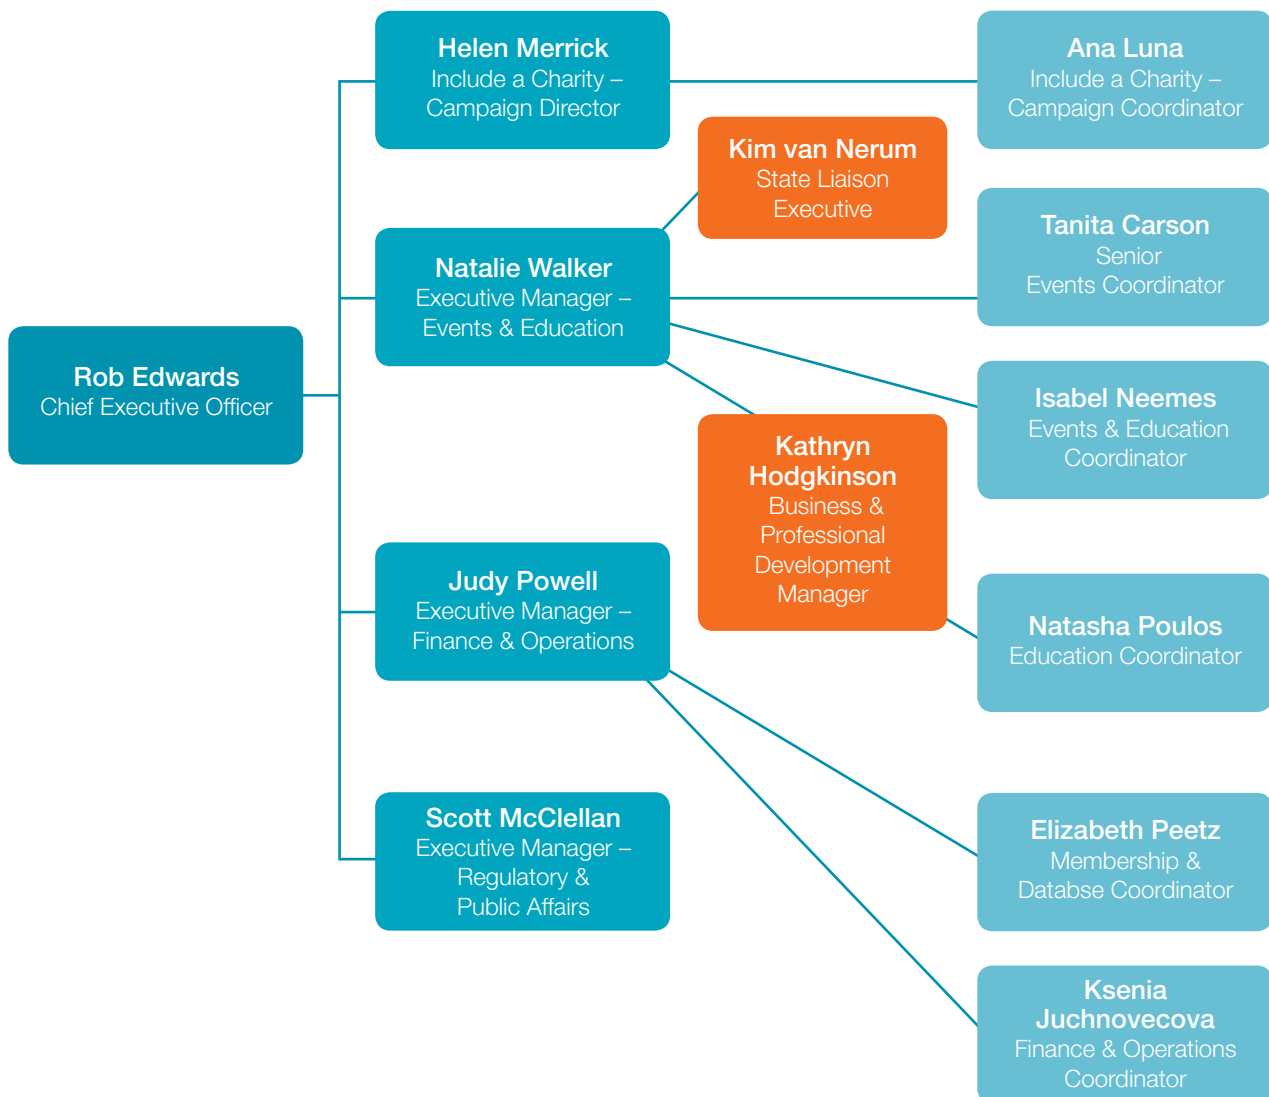 Helen Merrick
Include a Charity –
Campaign Director
Ana Luna
Include a Charity –
Campaign Coordinator
Kim van Nerum
State Liaison
Executive
Natalie Walker
Executive Manager –
Events & Education
Tanita Carson
Senior
Events Coordinator
Rob Edwards
Chief Executive Officer
Isabel Neemes
Events & Education
Coordinator
Kathryn
Hodgkinson
Business &
Professional
Development
Manager
Judy Powell
Executive Manager –
Finance & Operations
Natasha Poulos
Education Coordinator
Scott McClellan
Executive Manager –
Regulatory &
Public Affairs
Elizabeth Peetz
Membership &
Databse Coordinator
Ksenia
Juchnovecova
Finance & Operations
Coordinator